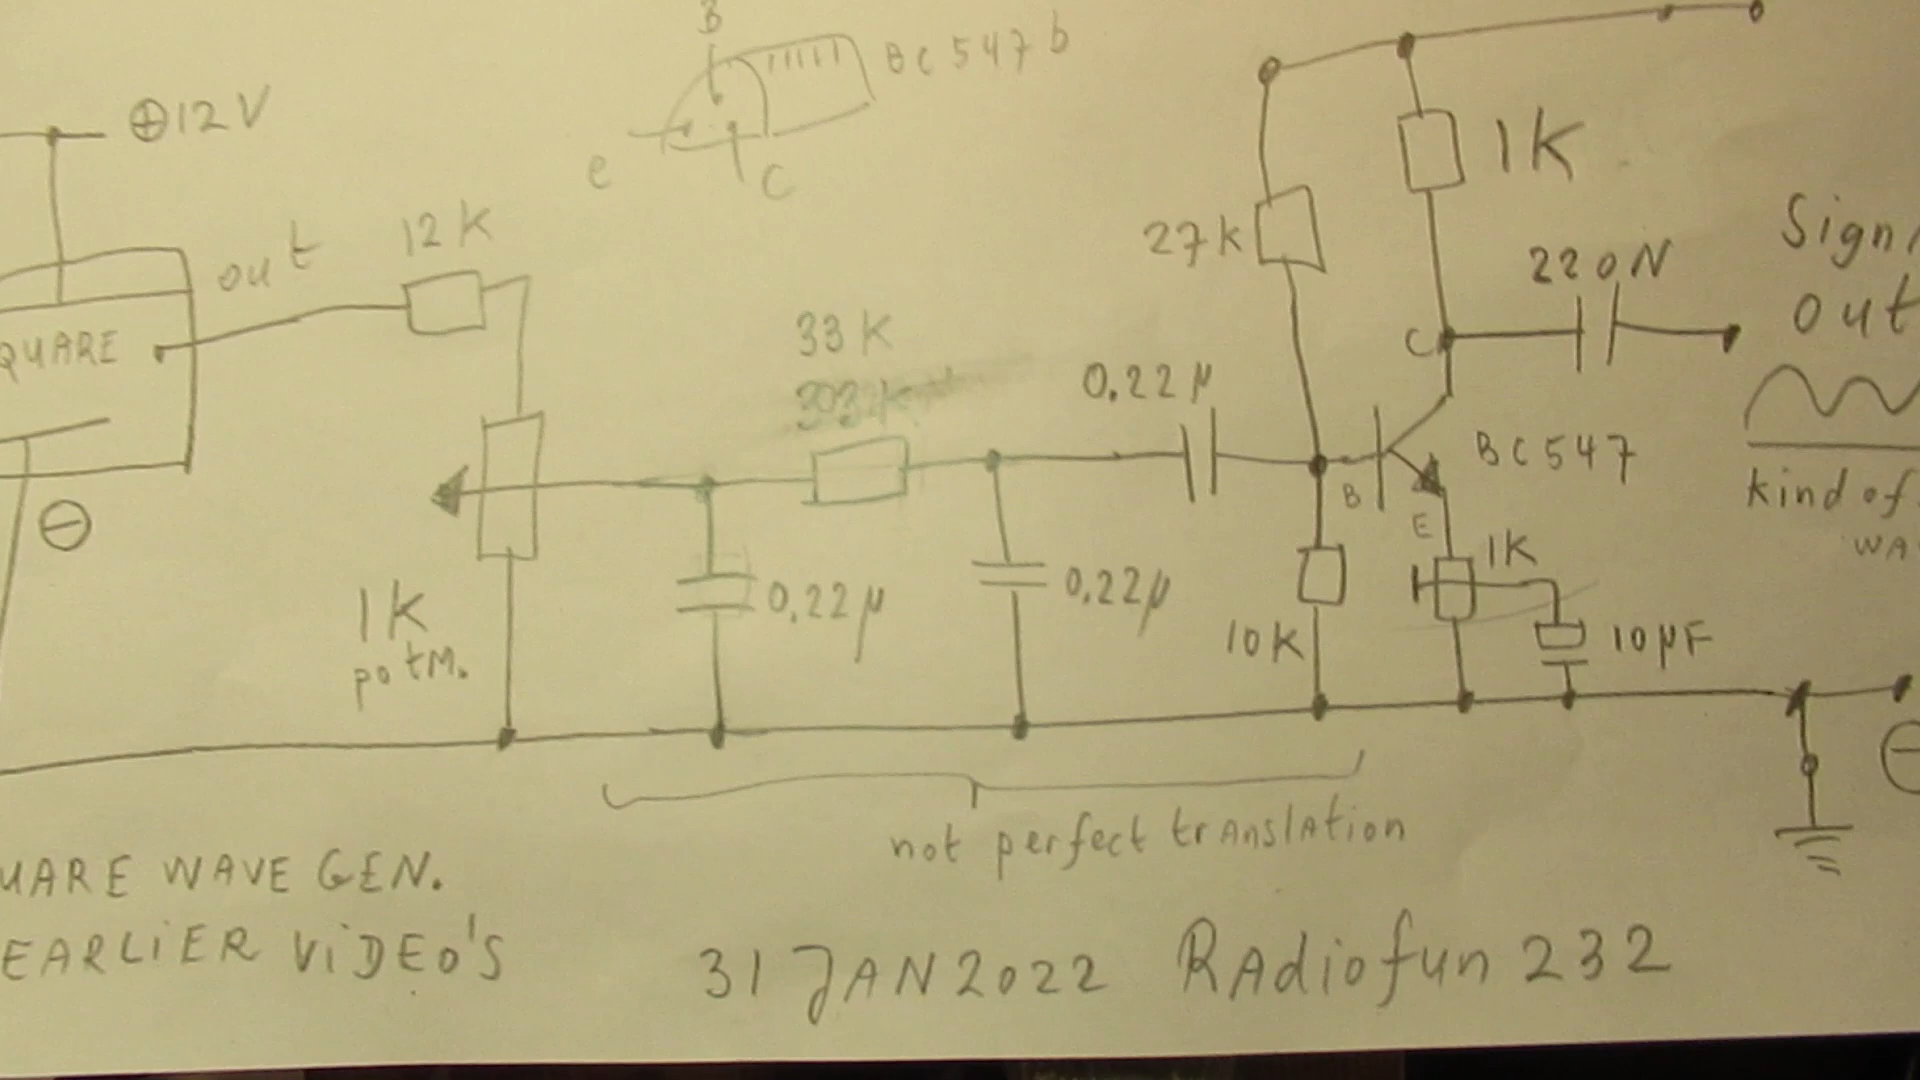 B
BC547b
⊕12V
e
C
out
12K
1K
27K
Sign
out
220N
QUARE
33K
0.22µ
C
BC547
B
E
kind of
WA
⊖
1K
1K
potM.
0.22µ
0.22µ
10K
10µF
⊖
not perfect translation
UARE WAVE GEN.
EARLiER ViDEO'S
31 JAN 2022 RAdiofun 232